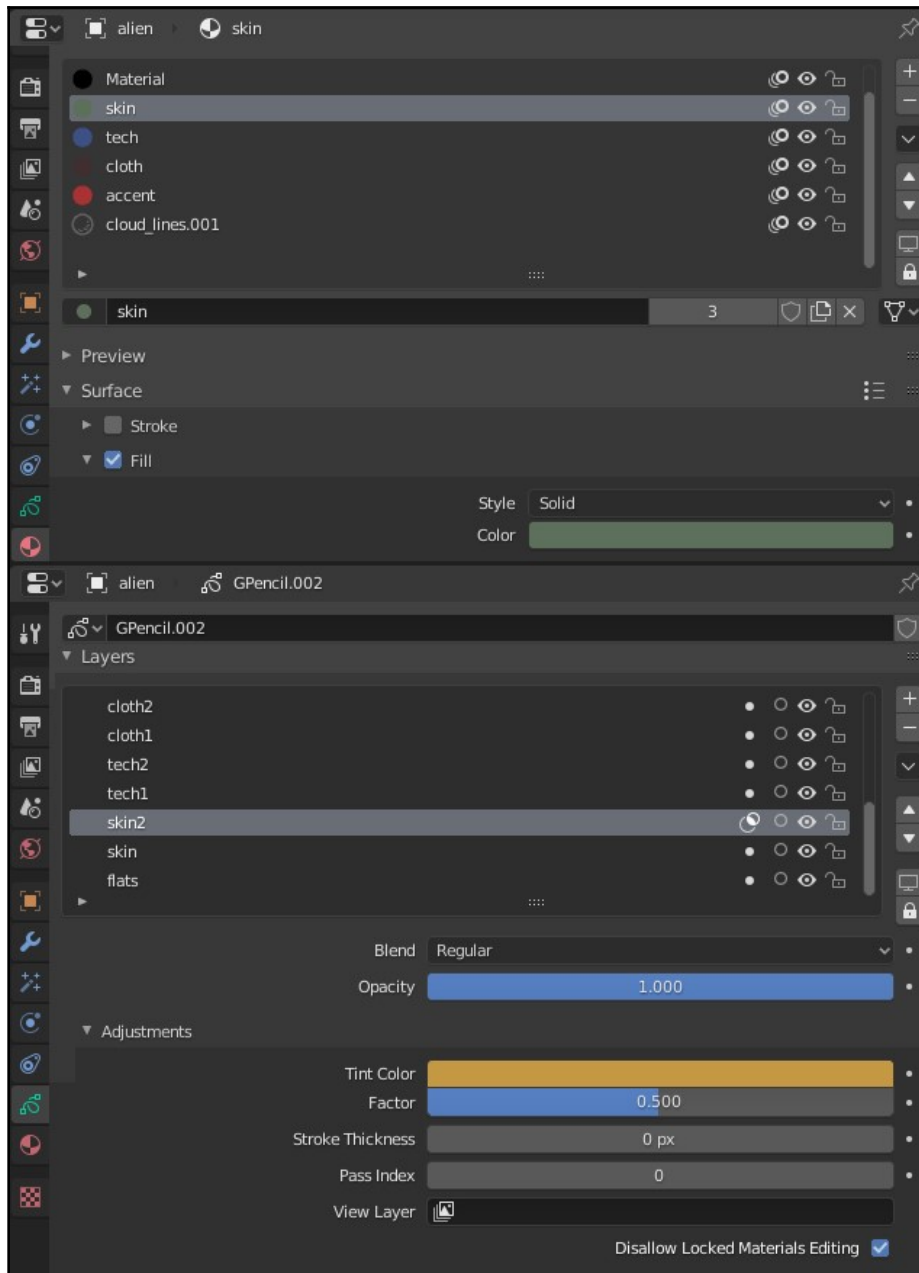 alien skin
Material
skin
tech
cloth
accent
cloud_lines.001
skin 3
Preview
Surface
Stroke
Fill
Style Solid
Color
alien GPencil.002
GPencil.002
Layers
cloth2
cloth1
tech2
tech1
skin2
skin
flats
Blend Regular
Opacity 1.000
Adjustments
Tint Color
Factor 0.500
Stroke Thickness 0 px
Pass Index 0
View Layer
Disallow Locked Materials Editing